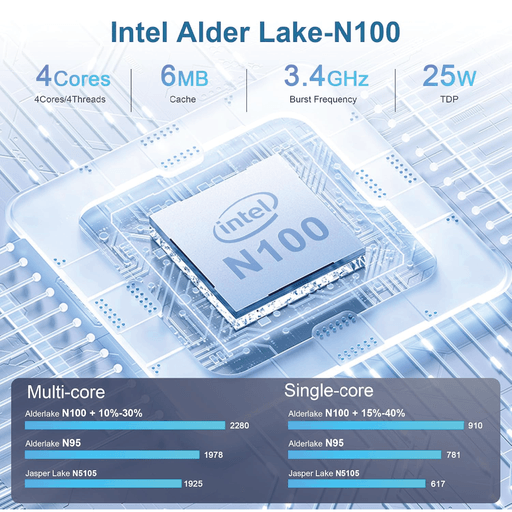 Intel Alder Lake-N100
4Cores
4Cores/4Threads
6MB
Cache
3.4GHz
Burst Frequency
25W
TDP
intel
N100
Multi-core
Alderlake N100 + 10%-30%
2280
Alderlake N95
1978
Jasper Lake N5105
1925
Single-core
Alderlake N100 + 15%-40%
910
Alderlake N95
781
Jasper Lake N5105
617